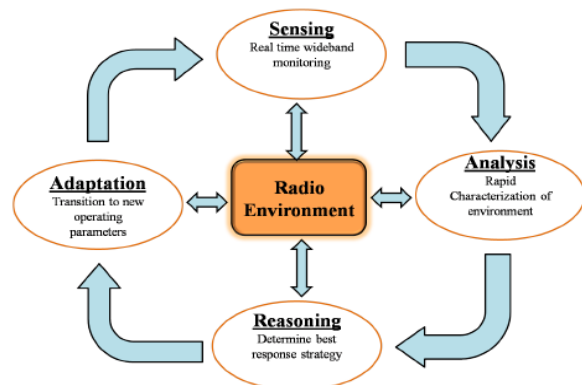 Sensing
Real time wideband
monitoring
Analysis
Rapid
Characterization of
environment
Adaptation
Transition to new
operating
parameters
Radio
Environment
Reasoning
Determine best
response strategy